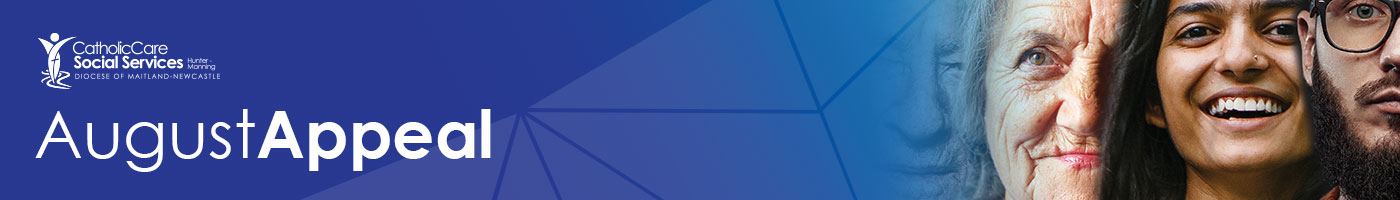 CatholicCare
Social Services Hunter -
Manning
DIOCESE OF MAITLAND-NEWCASTLE
AugustAppeal